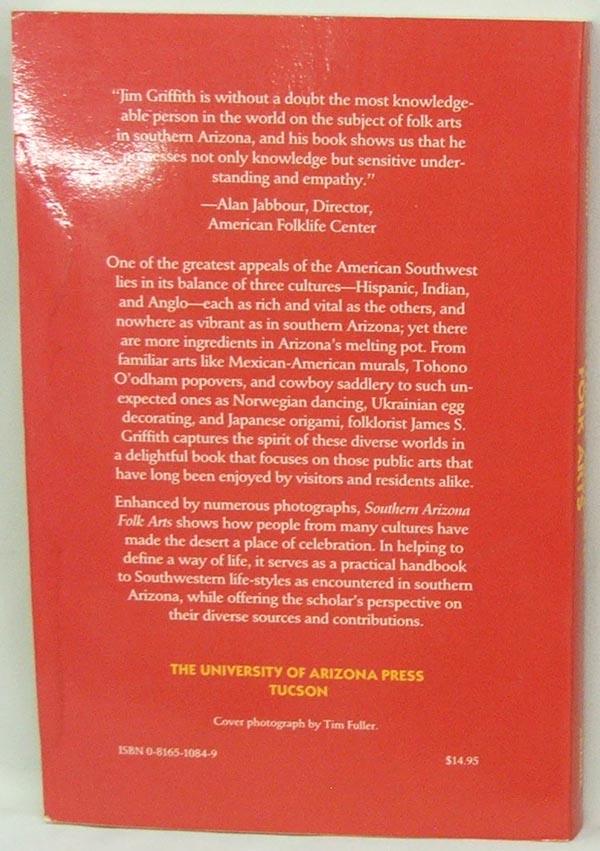 “Jim Griffith is without a doubt the most knowledge-
able person in the world on the subject of folk arts
in southern Arizona, and his book shows us that he
possesses not only knowledge but sensitive under-
standing and empathy.”
—Alan Jabbour, Director,
American Folklife Center
One of the greatest appeals of the American Southwest
lies in its balance of three cultures—Hispanic, Indian,
and Anglo—each as rich and vital as the others, and
nowhere as vibrant as in southern Arizona; yet there
are more ingredients in Arizona’s melting pot. From
familiar arts like Mexican-American murals, Tohono
O’odham popovers, and cowboy saddlery to such un-
expected ones as Norwegian dancing, Ukrainian egg
decorating, and Japanese origami, folklorist James S.
Griffith captures the spirit of these diverse worlds in
a delightful book that focuses on those public arts that
have long been enjoyed by visitors and residents alike.
Enhanced by numerous photographs, Southern Arizona
Folk Arts shows how people from many cultures have
made the desert a place of celebration. In helping to
define a way of life, it serves as a practical handbook
to Southwestern life-styles as encountered in southern
Arizona, while offering the scholar’s perspective on
their diverse sources and contributions.
THE UNIVERSITY OF ARIZONA PRESS
TUCSON
Cover photograph by Tim Fuller.
ISBN 0-8165-1084-9
$14.95
FOLK ARTS